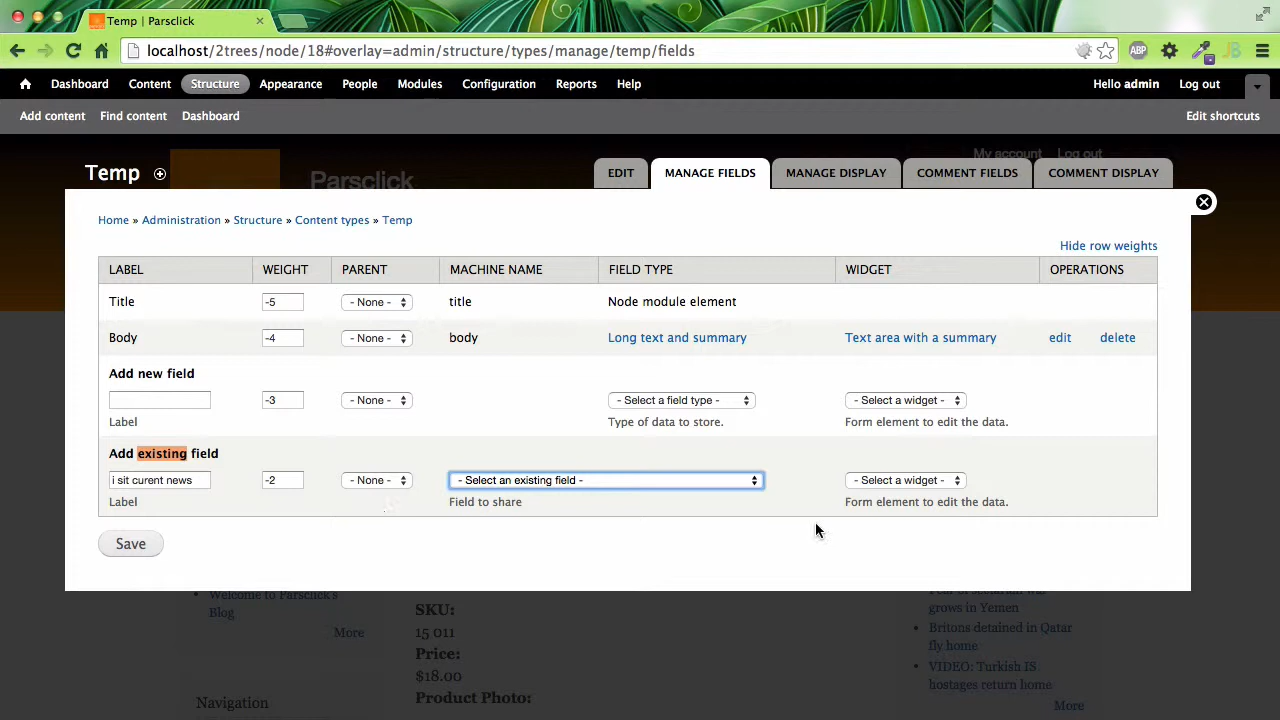 Temp | Parsclick
localhost/2trees/node/18#overlay=admin/structure/types/manage/temp/fields
ABP
Dashboard Content Structure Appearance People Modules Configuration Reports Help Hello admin Log out
Add content Find content Dashboard Edit shortcuts
My account Log out
Temp EDIT MANAGE FIELDS MANAGE DISPLAY COMMENT FIELDS COMMENT DISPLAY
Parsclick
Home » Administration » Structure » Content types » Temp
Hide row weights
LABEL WEIGHT PARENT MACHINE NAME FIELD TYPE WIDGET OPERATIONS
Title -5 - None - title Node module element
Body -4 - None - body Long text and summary Text area with a summary edit delete
Add new field
-3 - None - - Select a field type - - Select a widget -
Label Type of data to store. Form element to edit the data.
Add existing field
i sit curent news -2 - None - - Select an existing field - - Select a widget -
Label Field to share Form element to edit the data.
Save
Welcome to Parsclick's
Blog
More
Navigation
SKU:
15 011
Price:
$18.00
Product Photo:
grows in Yemen
Britons detained in Qatar
fly home
VIDEO: Turkish IS
hostages return home
More